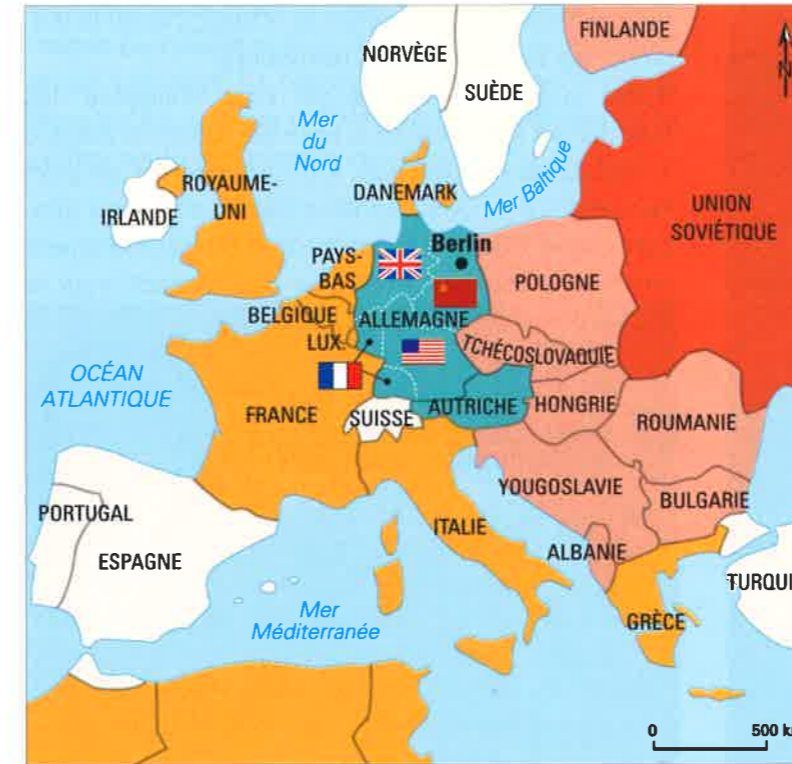 FINLANDE
N
NORVÈGE
SUÈDE
Mer
du
Nord
Mer Baltique
ROYAUME-
UNI
IRLANDE
DANEMARK
UNION
SOVIÉTIQUE
Berlin
PAYS-
BAS
POLOGNE
BELGIQUE
ALLEMAGNE
LUX.
TCHÉCOSLOVAQUIE
OCÉAN
ATLANTIQUE
FRANCE
SUISSE
AUTRICHE
HONGRIE
ROUMANIE
YOUGOSLAVIE
BULGARIE
PORTUGAL
ESPAGNE
ITALIE
ALBANIE
TURQUI
Mer
Méditerranée
GRÈCE
0 500 k